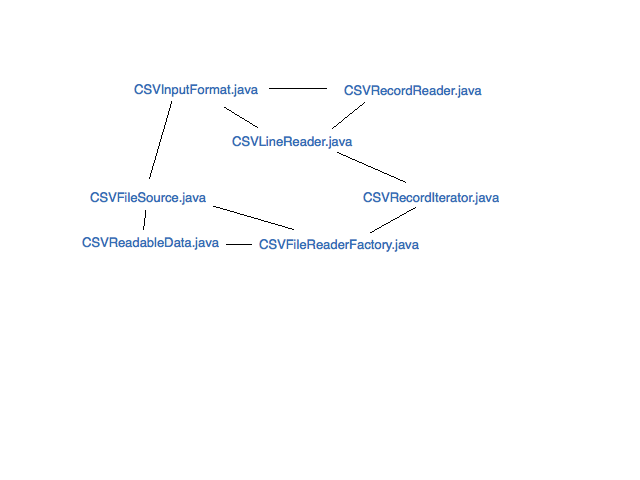 CSVInputFormat.java
CSVRecordReader.java
CSVLineReader.java
CSVFileSource.java
CSVRecordIterator.java
CSVReadableData.java
CSVFileReaderFactory.java